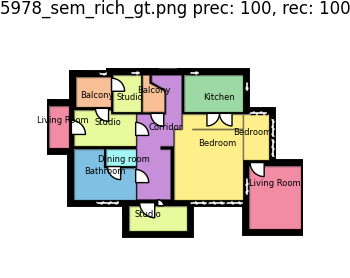 5978_sem_rich_gt.png prec: 100, rec: 100
Balcony
Balcony
Studio
Kitchen
Living Room
Studio
Corridor
Bedroom
Bedroom
Dining room
Bathroom
Living Room
Studio